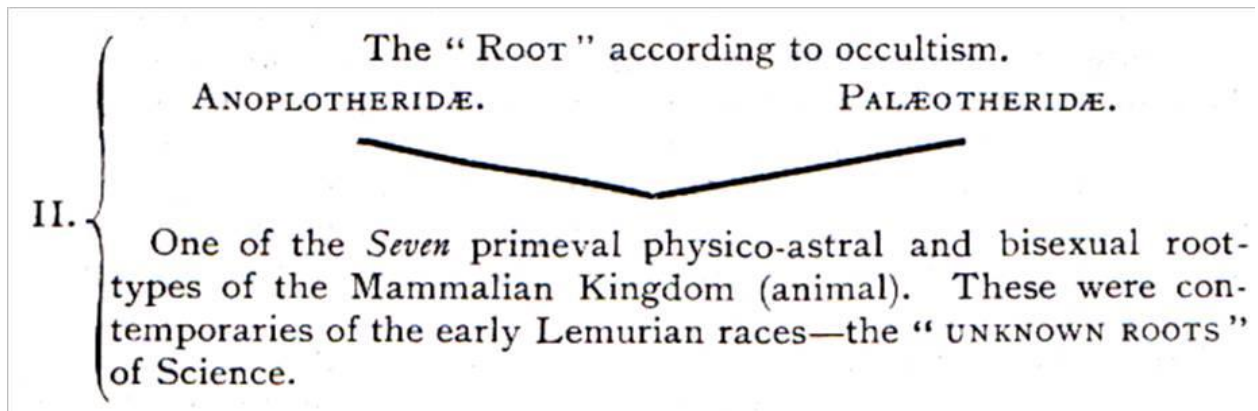 The “ Root ” according to occultism.
Anoplotheridæ. Palæotheridæ.
II.
One of the Seven primeval physico-astral and bisexual root-
types of the Mammalian Kingdom (animal). These were con-
temporaries of the early Lemurian races—the “ unknown roots ”
of Science.